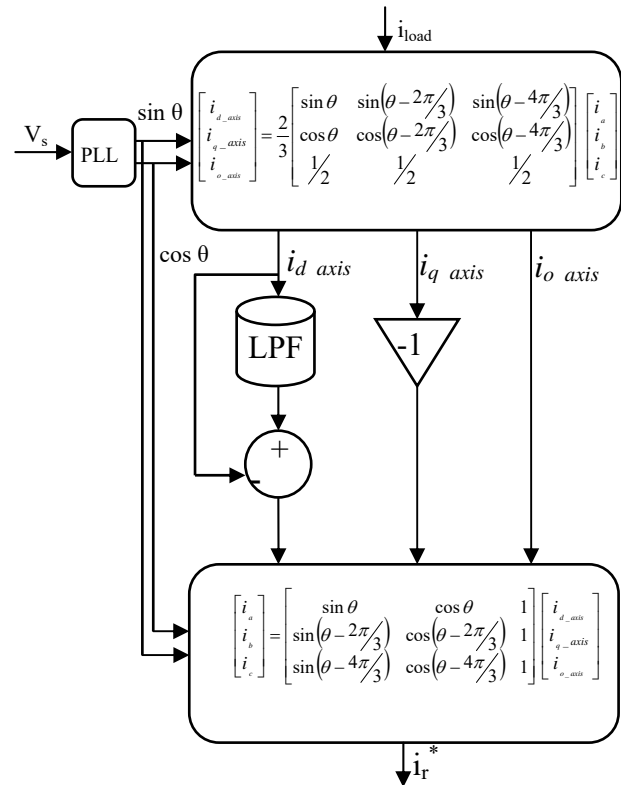 i_load
sin θ
V_s
PLL
[i_d_axis i_q_axis i_o_axis] = 2/3 [sin θ sin(θ − 2π/3) sin(θ − 4π/3)
cos θ cos(θ − 2π/3) cos(θ − 4π/3)
1/2 1/2 1/2] [i_a i_b i_c]
cos θ
i_d axis
i_q axis
i_o axis
LPF
-1
+
-
[i_a i_b i_c] = [sin θ cos θ 1
sin(θ − 2π/3) cos(θ − 2π/3) 1
sin(θ − 4π/3) cos(θ − 4π/3) 1] [i_d_axis i_q_axis i_o_axis]
i_r*